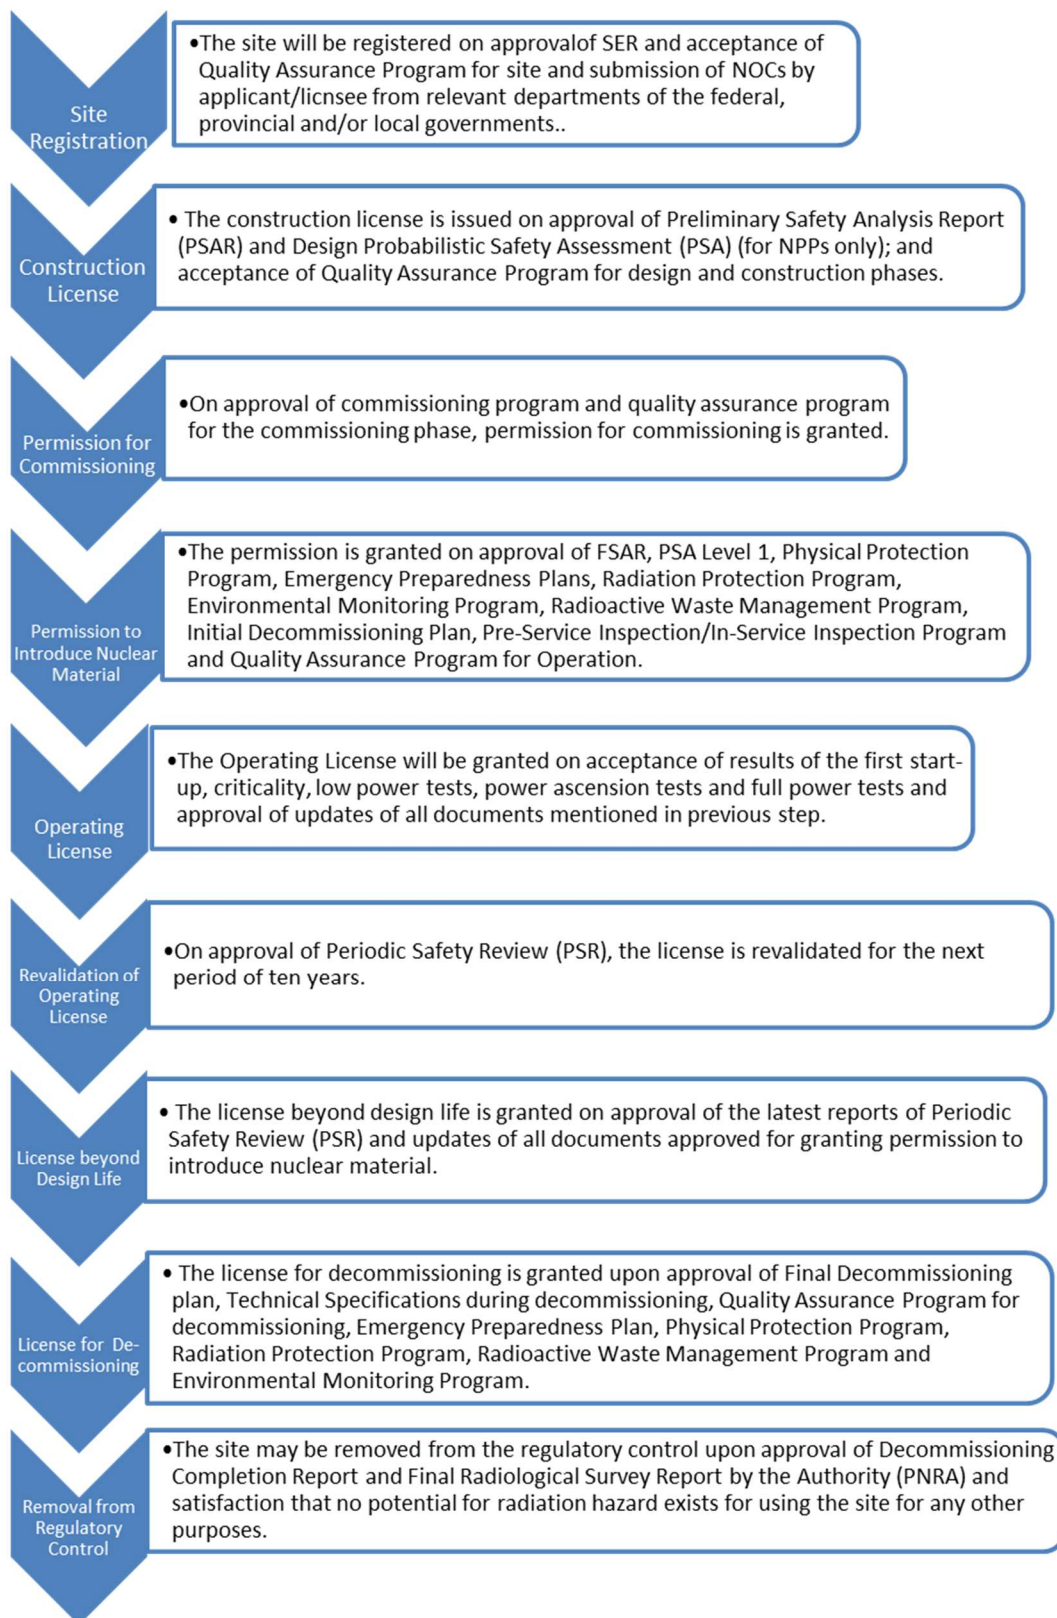 Site
Registration
•The site will be registered on approvalof SER and acceptance of
Quality Assurance Program for site and submission of NOCs by
applicant/licnsee from relevant departments of the federal,
provincial and/or local governments..
Construction
License
• The construction license is issued on approval of Preliminary Safety Analysis Report
(PSAR) and Design Probabilistic Safety Assessment (PSA) (for NPPs only); and
acceptance of Quality Assurance Program for design and construction phases.
Permission for
Commissioning
•On approval of commissioning program and quality assurance program
for the commissioning phase, permission for commissioning is granted.
Permission to
Introduce Nuclear
Material
•The permission is granted on approval of FSAR, PSA Level 1, Physical Protection
Program, Emergency Preparedness Plans, Radiation Protection Program,
Environmental Monitoring Program, Radioactive Waste Management Program,
Initial Decommissioning Plan, Pre-Service Inspection/In-Service Inspection Program
and Quality Assurance Program for Operation.
Operating
License
•The Operating License will be granted on acceptance of results of the first start-
up, criticality, low power tests, power ascension tests and full power tests and
approval of updates of all documents mentioned in previous step.
Revalidation of
Operating
License
•On approval of Periodic Safety Review (PSR), the license is revalidated for the next
period of ten years.
License beyond
Design Life
• The license beyond design life is granted on approval of the latest reports of Periodic
Safety Review (PSR) and updates of all documents approved for granting permission to
introduce nuclear material.
License for De-
commissioning
• The license for decommissioning is granted upon approval of Final Decommissioning
plan, Technical Specifications during decommissioning, Quality Assurance Program for
decommissioning, Emergency Preparedness Plan, Physical Protection Program,
Radiation Protection Program, Radioactive Waste Management Program and
Environmental Monitoring Program.
Removal from
Regulatory
Control
•The site may be removed from the regulatory control upon approval of Decommissioning
Completion Report and Final Radiological Survey Report by the Authority (PNRA) and
satisfaction that no potential for radiation hazard exists for using the site for any other
purposes.